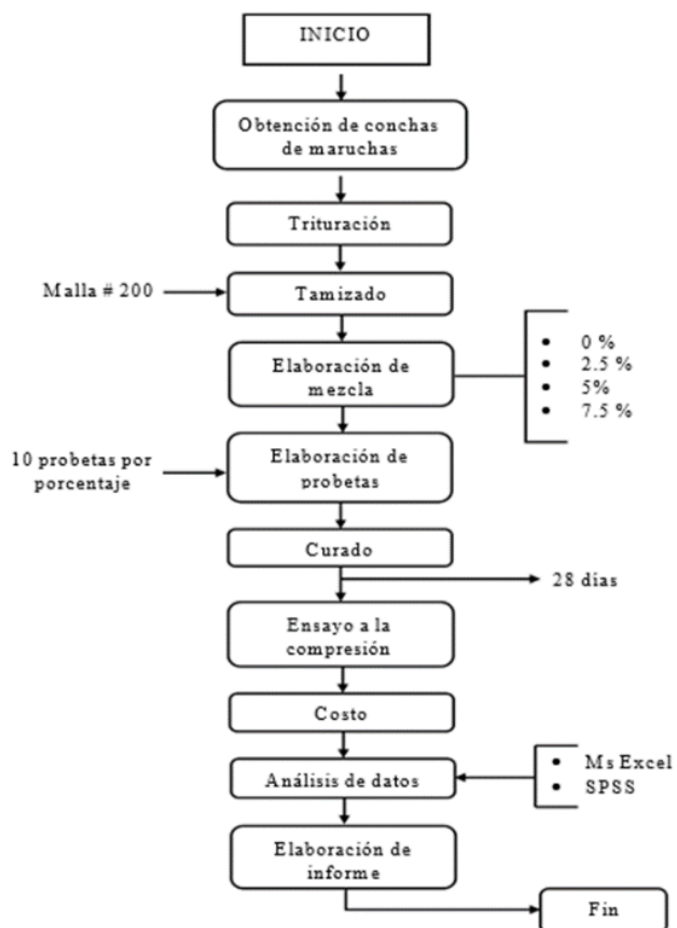 INICIO
Obtención de conchas
de maruchas
Trituración
Malla # 200
Tamizado
Elaboración de
mezcla
• 0 %
• 2.5 %
• 5%
• 7.5 %
10 probetas por
porcentaje
Elaboración de
probetas
Curado
28 días
Ensayo a la
compresión
Costo
Análisis de datos
• Ms Excel
• SPSS
Elaboración de
informe
Fin